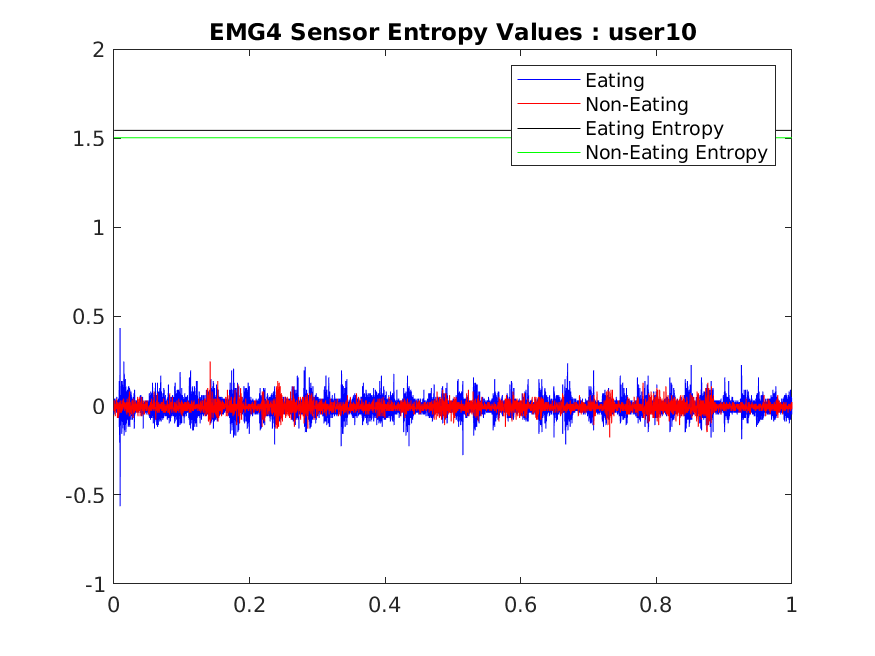 EMG4 Sensor Entropy Values : user10
2
Eating
Non-Eating
Eating Entropy
Non-Eating Entropy
1.5
1
0.5
0
-0.5
-1
0 0.2 0.4 0.6 0.8 1